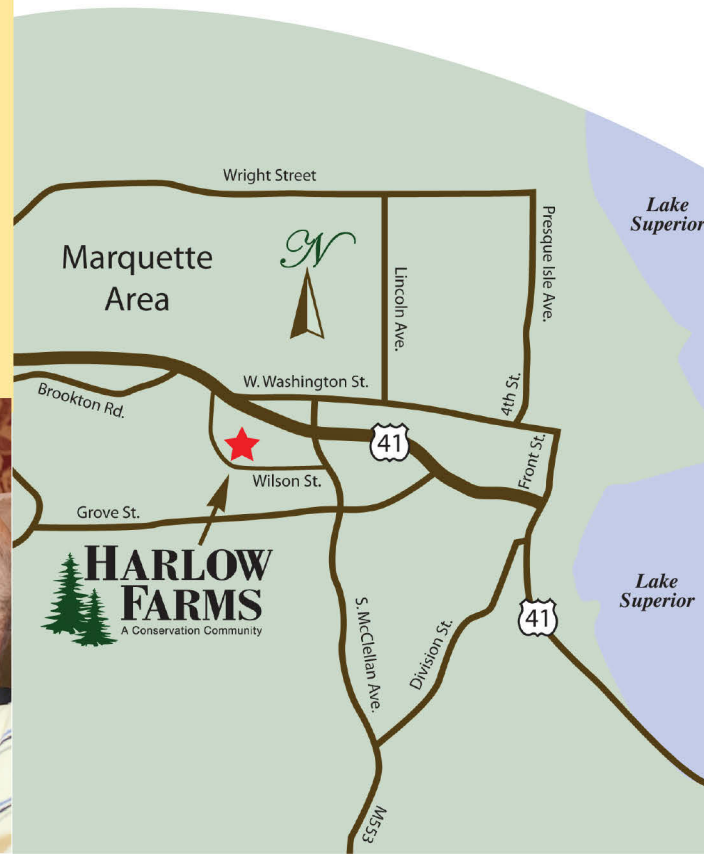 Wright Street
Lake
Superior
Presque Isle Ave.
N
Marquette
Area
Lincoln Ave.
W. Washington St.
Brookton Rd.
4th St.
41
Front St.
Wilson St.
Grove St.
HARLOW
FARMS
A Conservation Community
Lake
Superior
41
S. McClellan Ave.
Division St.
M553